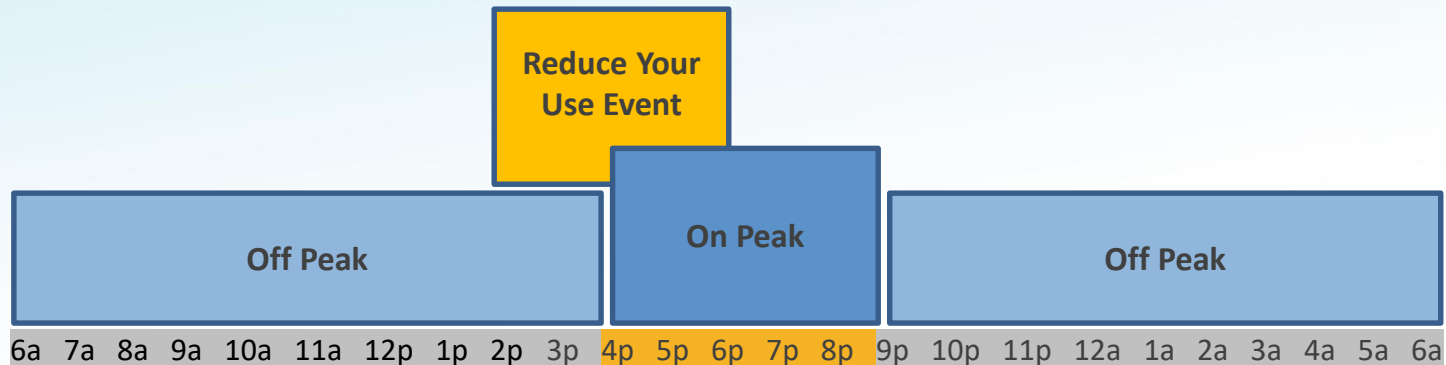 Reduce Your
Use Event
Off Peak
On Peak
Off Peak
6a 7a 8a 9a 10a 11a 12p 1p 2p 3p 4p 5p 6p 7p 8p 9p 10p 11p 12a 1a 2a 3a 4a 5a 6a